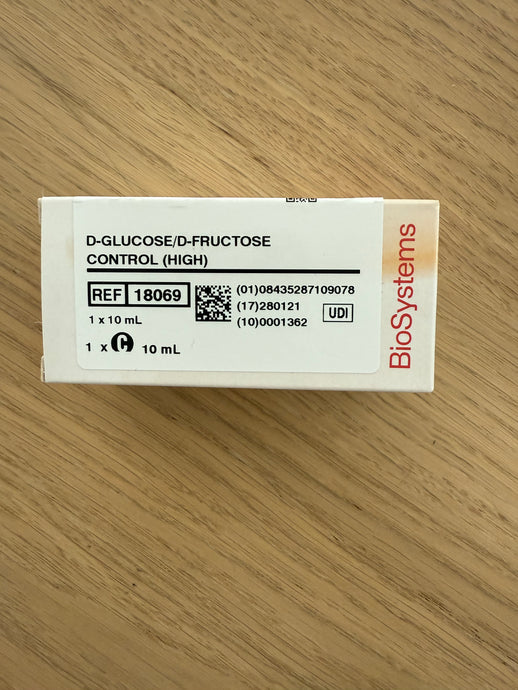 D-GLUCOSE/D-FRUCTOSE
CONTROL (HIGH)
REF 18069
1 x 10 mL
1 x C 10 mL
(01)08435287109078
(17)280121
(10)0001362
UDI
BioSystems